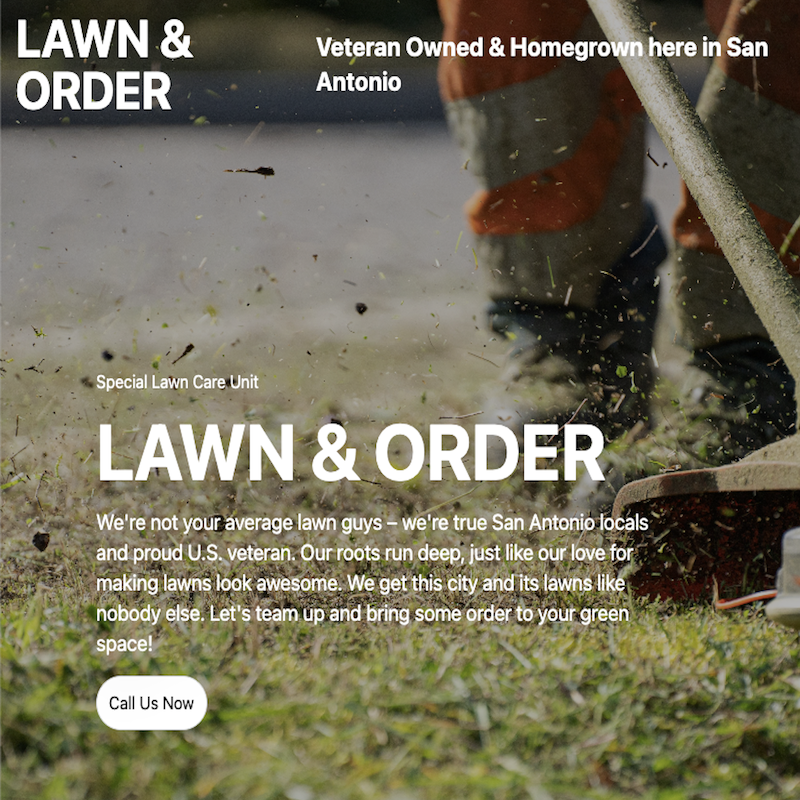 LAWN &
ORDER
Veteran Owned & Homegrown here in San
Antonio
Special Lawn Care Unit
LAWN & ORDER
We're not your average lawn guys – we're true San Antonio locals
and proud U.S. veteran. Our roots run deep, just like our love for
making lawns look awesome. We get this city and its lawns like
nobody else. Let's team up and bring some order to your green
space!
Call Us Now